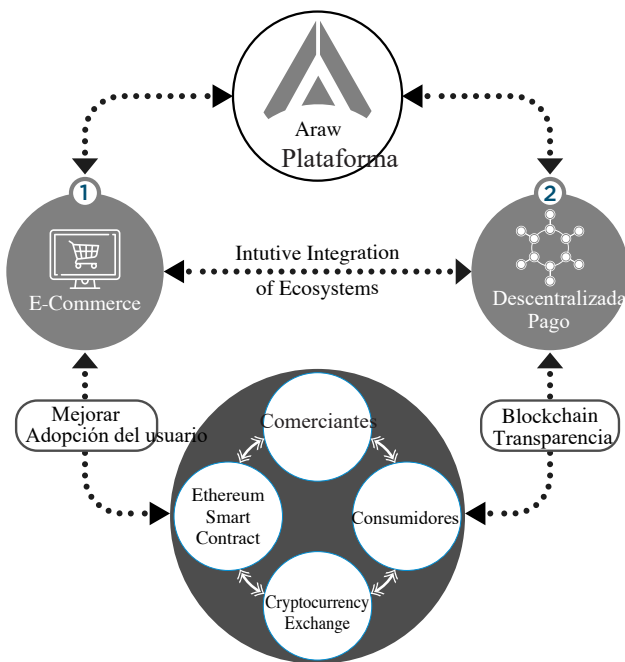 Araw
Plataforma
1
2
E-Commerce
Intutive Integration
of Ecosystems
Descentralizada
Pago
Mejorar
Adopción del usuario
Blockchain
Transparencia
Comerciantes
Ethereum
Smart
Contract
Consumidores
Cryptocurrency
Exchange